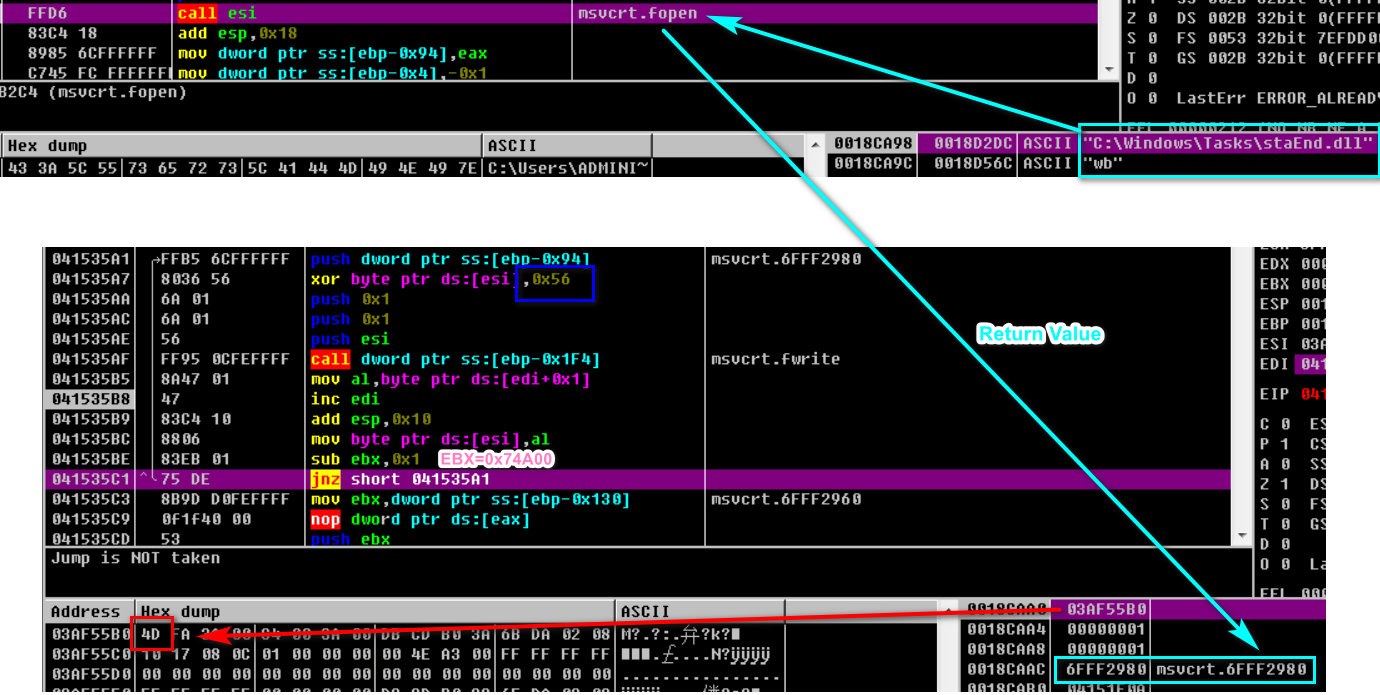 FFD6 call esi msvcrt.fopen
83C4 18 add esp,0x18
8985 6CFFFFFF mov dword ptr ss:[ebp-0x94],eax
C745 FC FFFFFF mov dword ptr ss:[ebp-0x4],-0x1
B2C4 (msvcrt.fopen)
Z 0 DS 002B 32bit 0(FFFFF
S 0 FS 0053 32bit 7EFDD0
T 0 GS 002B 32bit 0(FFFF
D 0
O 0 LastErr ERROR_ALREADY
Hex dump ASCII
43 3A 5C 55 73 65 72 73 5C 41 44 4D 49 4E 49 7E C:\Users\ADMINI~
0018CA98 0018D2DC ASCII "C:\Windows\Tasks\staEnd.dll"
0018CA9C 0018D56C ASCII "wb"
041535A1 FFB5 6CFFFFFF push dword ptr ss:[ebp-0x94] msvcrt.6FFF2980
041535A7 8036 56 xor byte ptr ds:[esi],0x56
041535AA 6A 01 push 0x1
041535AC 6A 01 push 0x1
041535AE 56 push esi
041535AF FF95 0CFEFFFF call dword ptr ss:[ebp-0x1F4] msvcrt.fwrite
041535B5 8A47 01 mov al,byte ptr ds:[edi+0x1]
041535B8 47 inc edi
041535B9 83C4 10 add esp,0x10
041535BC 8806 mov byte ptr ds:[esi],al
041535BE 83EB 01 sub ebx,0x1 EBX=0x74A00
041535C1 ^ 75 DE jnz short 041535A1
041535C3 8B9D D0FEFFFF mov ebx,dword ptr ss:[ebp-0x130] msvcrt.6FFF2960
041535C9 0F1F40 00 nop dword ptr ds:[eax]
041535CD 53 push ebx
Jump is NOT taken
Return Value
EDX 000
EBX 000
ESP 001
EBP 001
ESI 03A
EDI 041
EIP 041
C 0 ES
P 1 CS
A 0 SS
Z 1 DS
S 0 FS
T 0 GS
D 0
O 0 La
Address Hex dump ASCII
03AF55B0 4D
03AF55C0 10 17 08 0C 01 00 00 00 00 4E A3 00 FF FF FF FF
03AF55D0 00 00 00 00 00 00 00 00 00 00 00 00 00 00 00 00 ................
0018CAA0 03AF55B0
0018CAA4 00000001
0018CAA8 00000001
0018CAAC 6FFF2980 msvcrt.6FFF2980